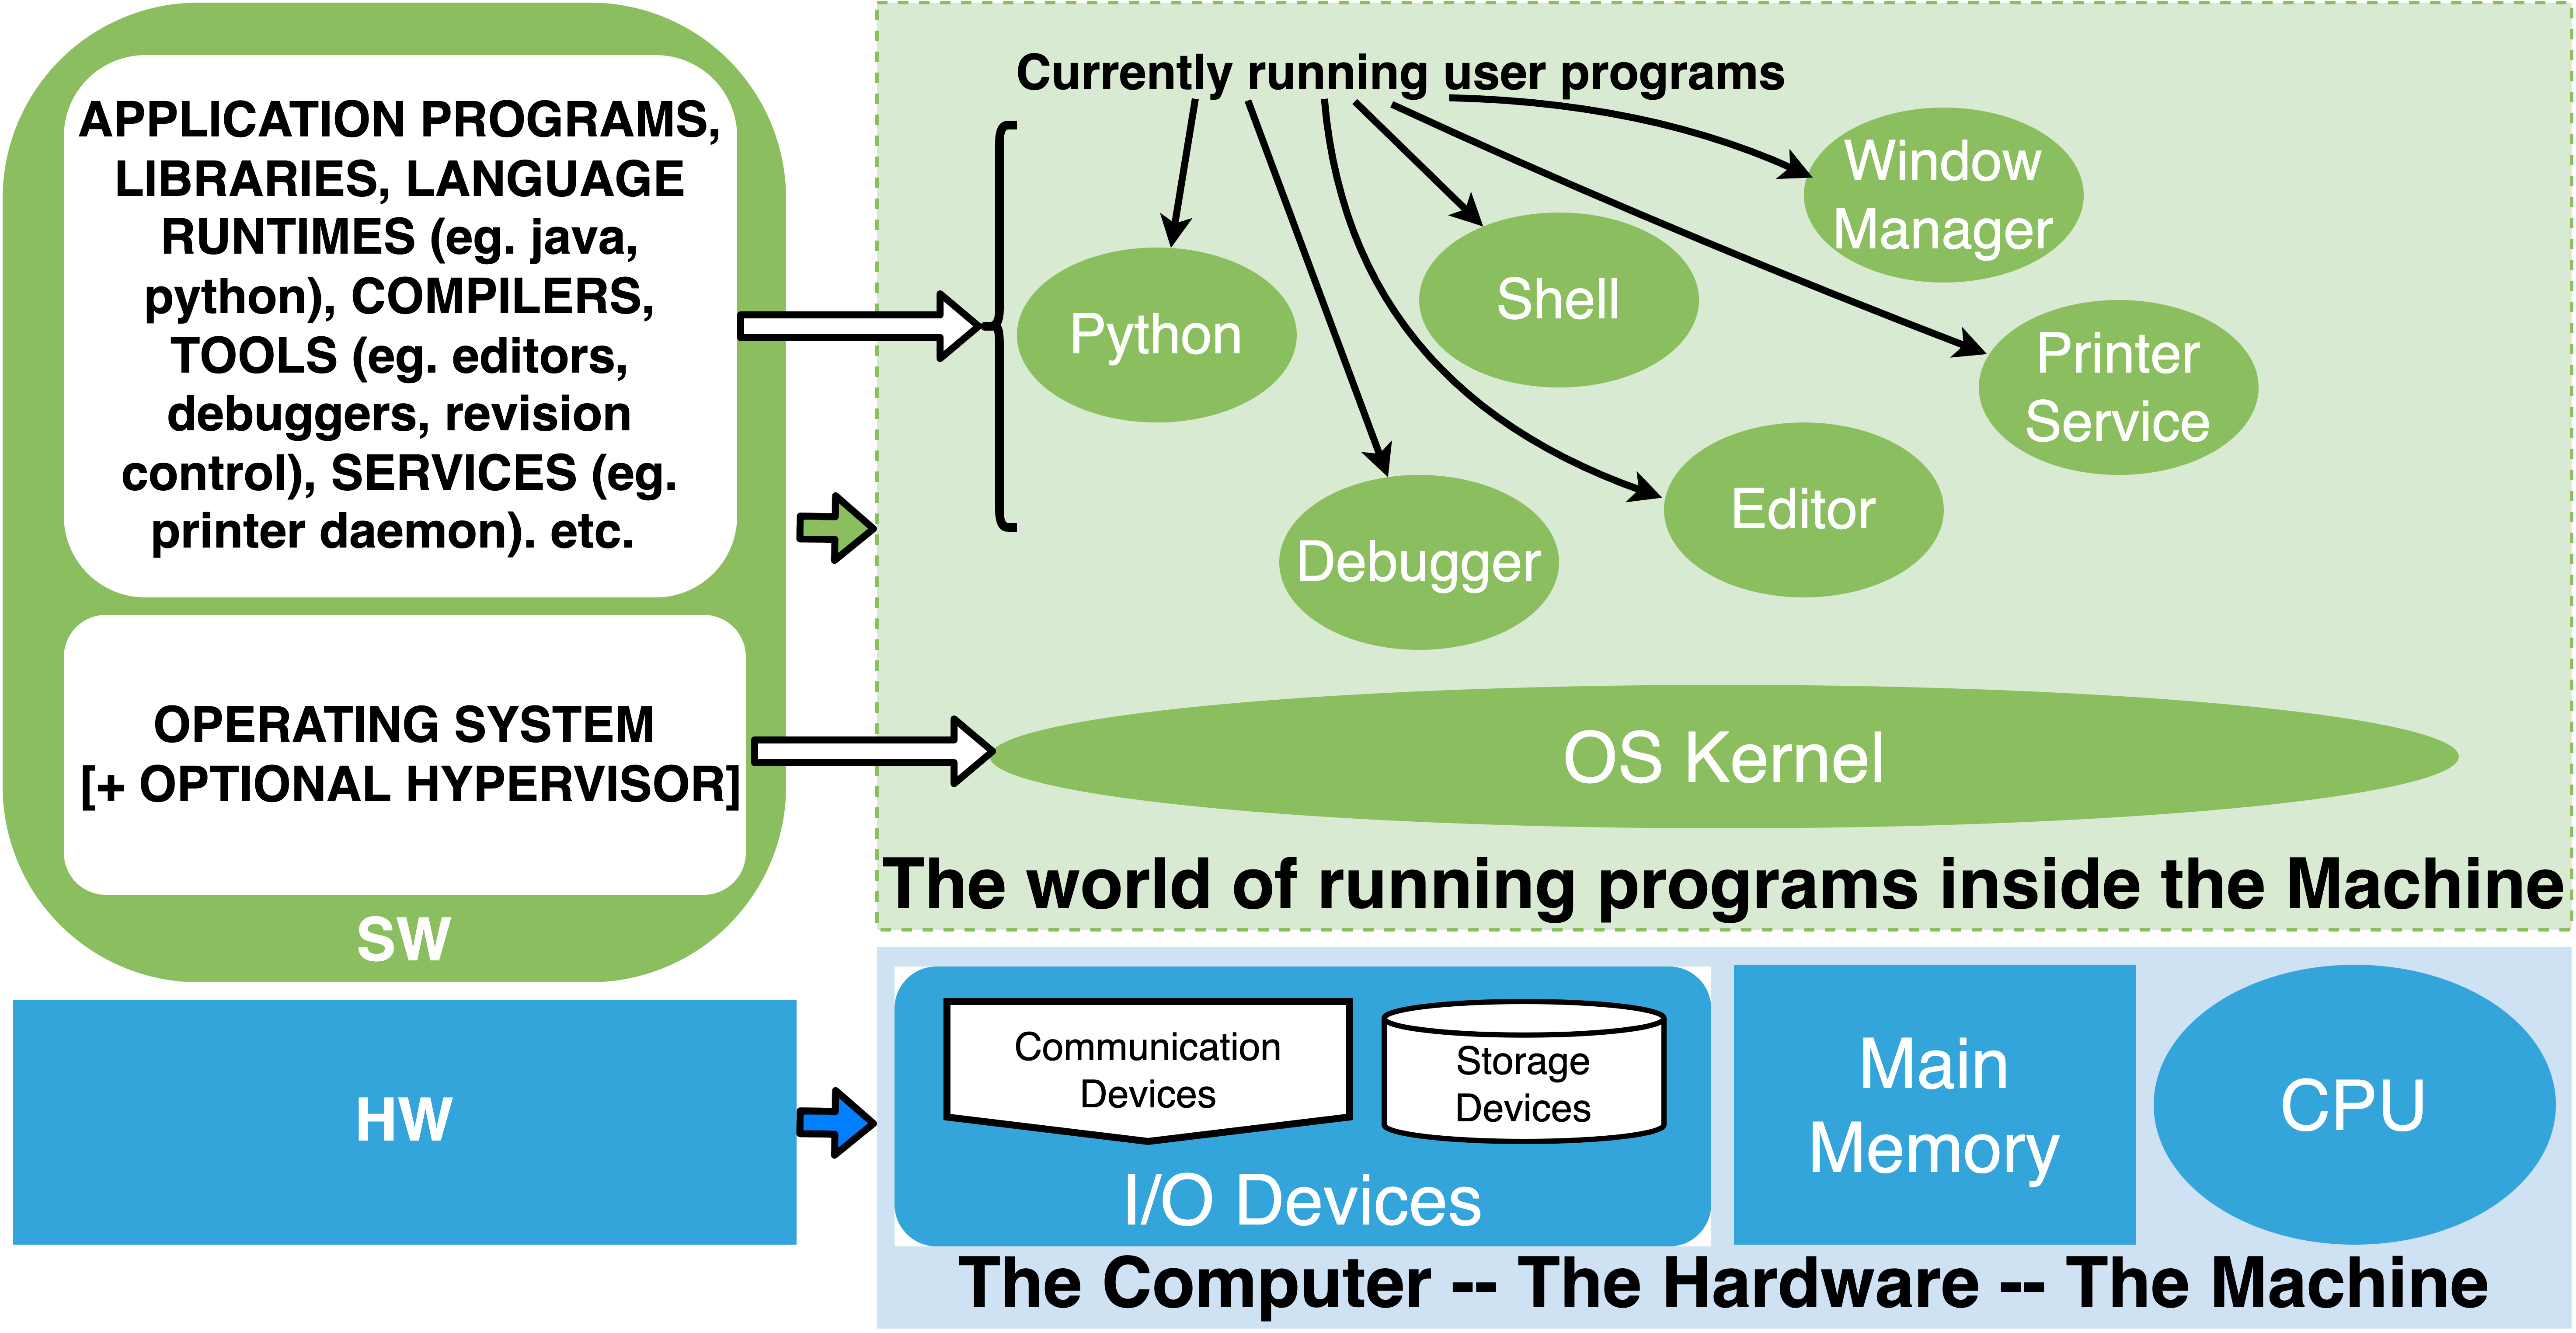 APPLICATION PROGRAMS,
LIBRARIES, LANGUAGE
RUNTIMES (eg. java,
python), COMPILERS,
TOOLS (eg. editors,
debuggers, revision
control), SERVICES (eg.
printer daemon). etc.
OPERATING SYSTEM
[+ OPTIONAL HYPERVISOR]
SW
HW
Currently running user programs
Window
Manager
Shell
Python
Printer
Service
Editor
Debugger
OS Kernel
The world of running programs inside the Machine
Communication
Devices
Storage
Devices
I/O Devices
Main
Memory
CPU
The Computer -- The Hardware -- The Machine